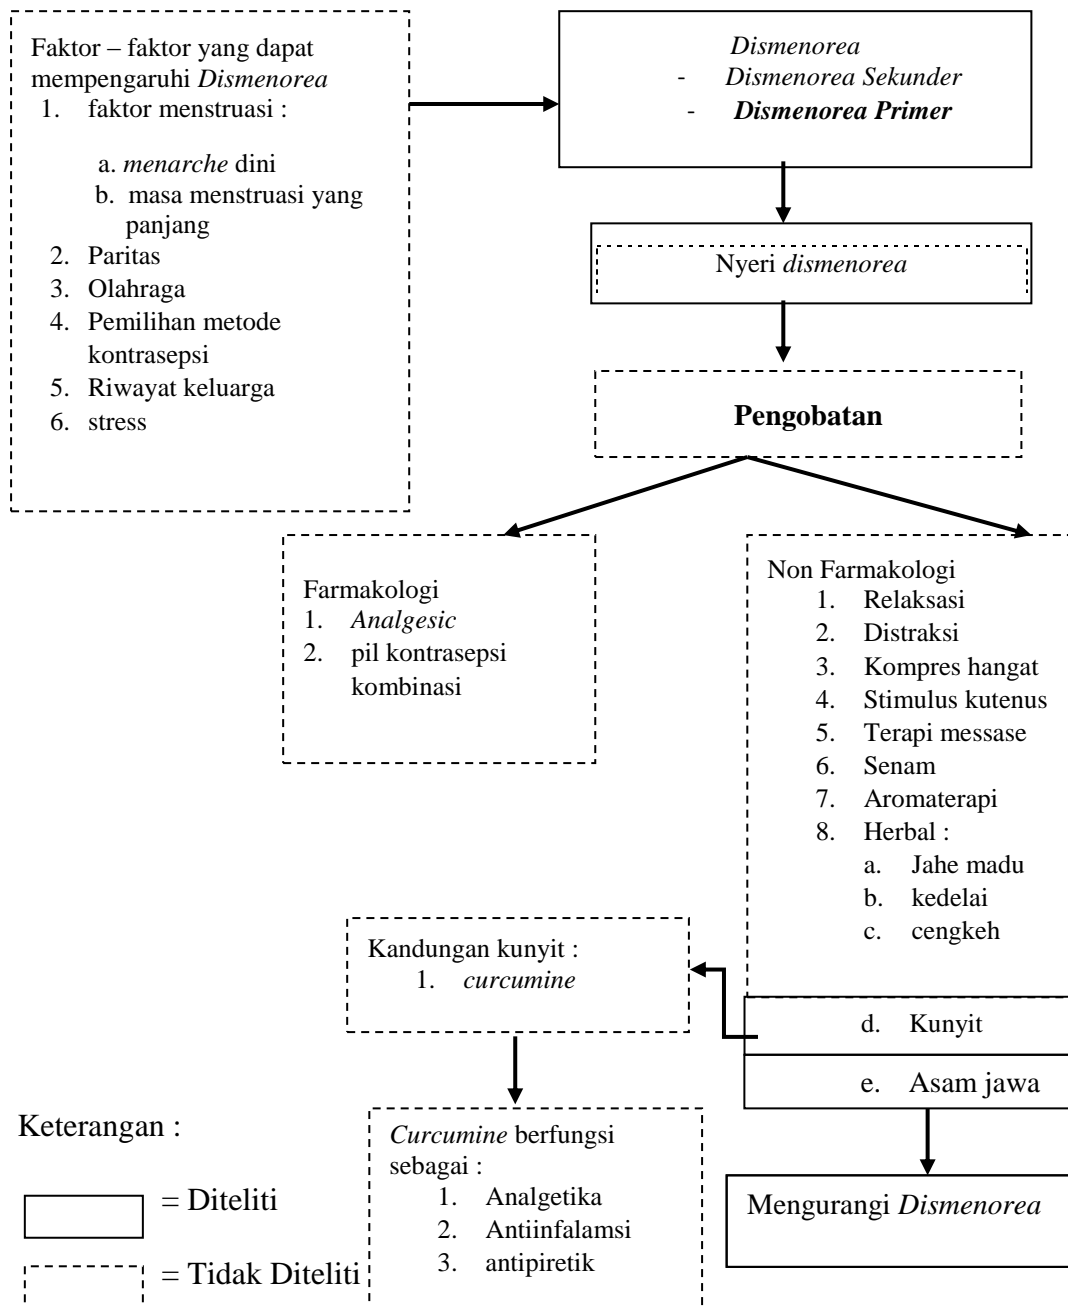 Faktor – faktor yang dapat
mempengaruhi Dismenorea
1. faktor menstruasi :
a. menarche dini
b. masa menstruasi yang
panjang
2. Paritas
3. Olahraga
4. Pemilihan metode
kontrasepsi
5. Riwayat keluarga
6. stress
Dismenorea
- Dismenorea Sekunder
- Dismenorea Primer
Nyeri dismenorea
Pengobatan
Farmakologi
1. Analgesic
2. pil kontrasepsi
kombinasi
Non Farmakologi
1. Relaksasi
2. Distraksi
3. Kompres hangat
4. Stimulus kutenus
5. Terapi messase
6. Senam
7. Aromaterapi
8. Herbal :
a. Jahe madu
b. kedelai
c. cengkeh
d. Kunyit
e. Asam jawa
Kandungan kunyit :
1. curcumine
Curcumine berfungsi
sebagai :
1. Analgetika
2. Antiinfalamsi
3. antipiretik
Mengurangi Dismenorea
Keterangan :
= Diteliti
= Tidak Diteliti